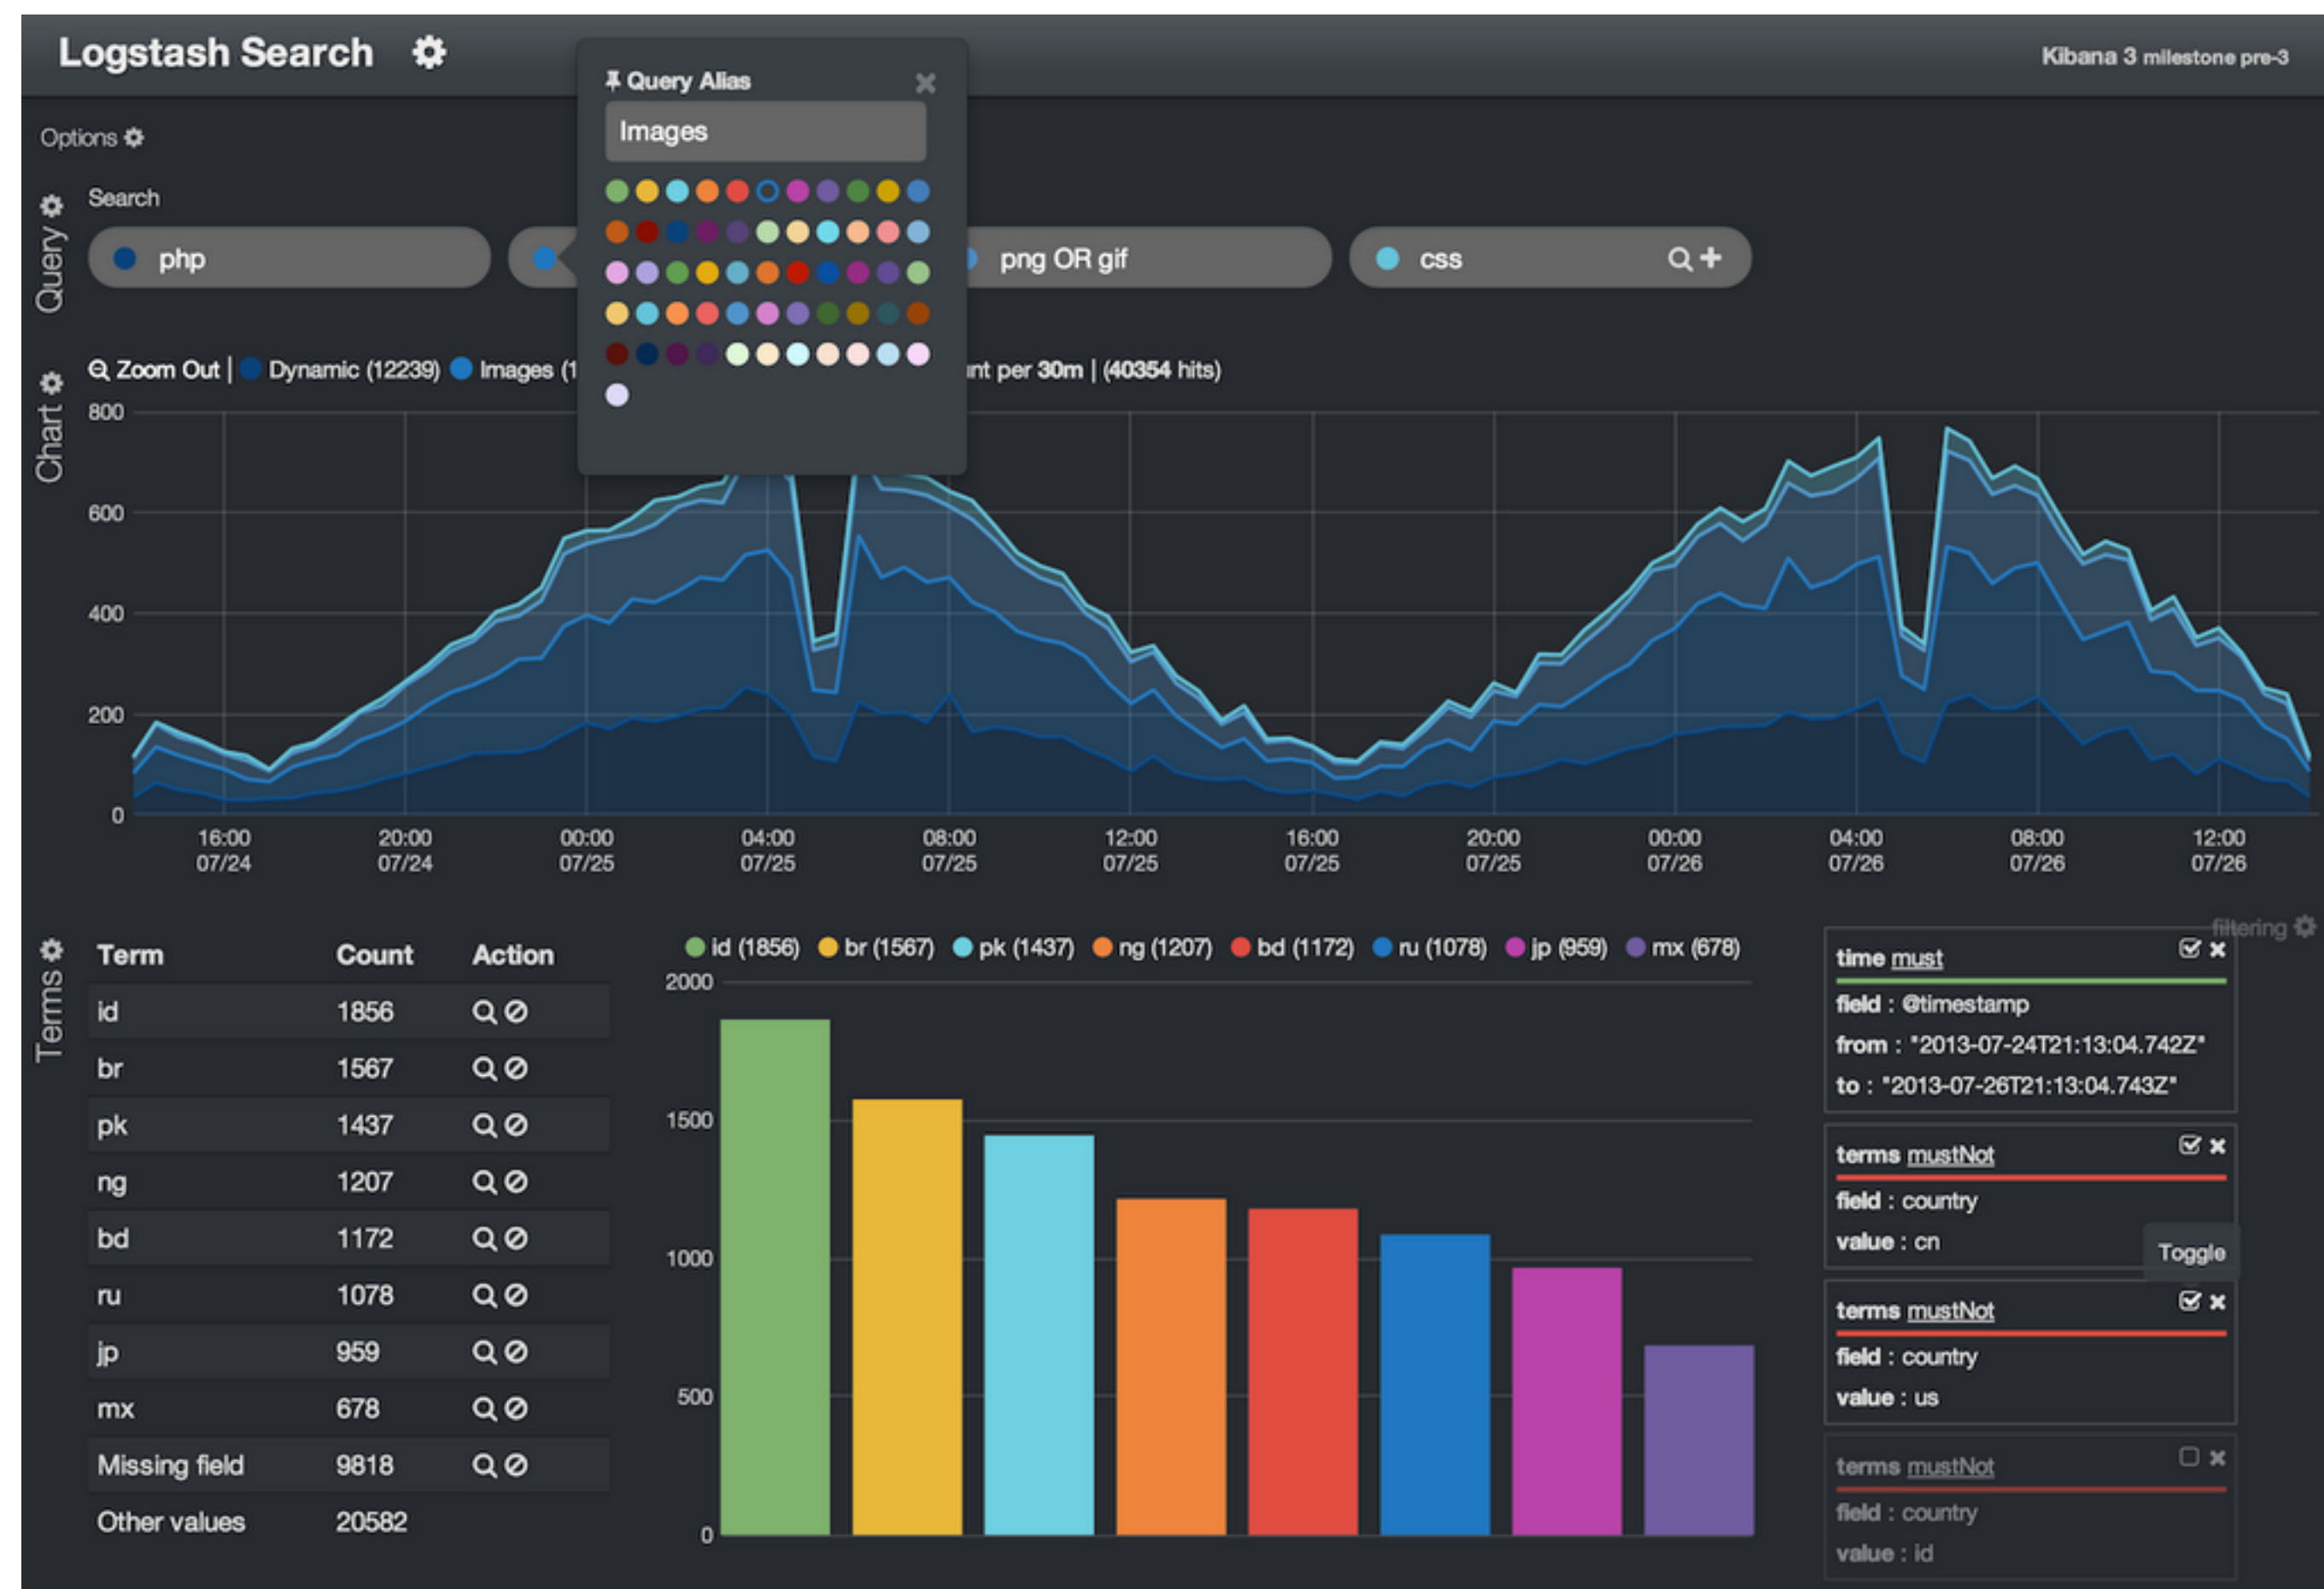 Logstash Search
Kibana 3 milestone pre-3
Query Alias
Images
Options
Query
Search
php
png OR gif
css
Chart
Zoom Out | Dynamic (12239) Images (1
per 30m | (40354 hits)
800
600
400
200
0
16:00 20:00 00:00 04:00 08:00 12:00 16:00 20:00 00:00 04:00 08:00 12:00
07/24 07/24 07/25 07/25 07/25 07/25 07/25 07/25 07/26 07/26 07/26 07/26
Terms
Term Count Action
id 1856
br 1567
pk 1437
ng 1207
bd 1172
ru 1078
jp 959
mx 678
Missing field 9818
Other values 20582
id (1856) br (1567) pk (1437) ng (1207) bd (1172) ru (1078) jp (959) mx (678)
2000
1500
1000
500
0
filtering
time must
field : @timestamp
from : "2013-07-24T21:13:04.742Z"
to : "2013-07-26T21:13:04.743Z"
terms mustNot
field : country
value : cn
Toggle
terms mustNot
field : country
value : us
terms mustNot
field : country
value : id